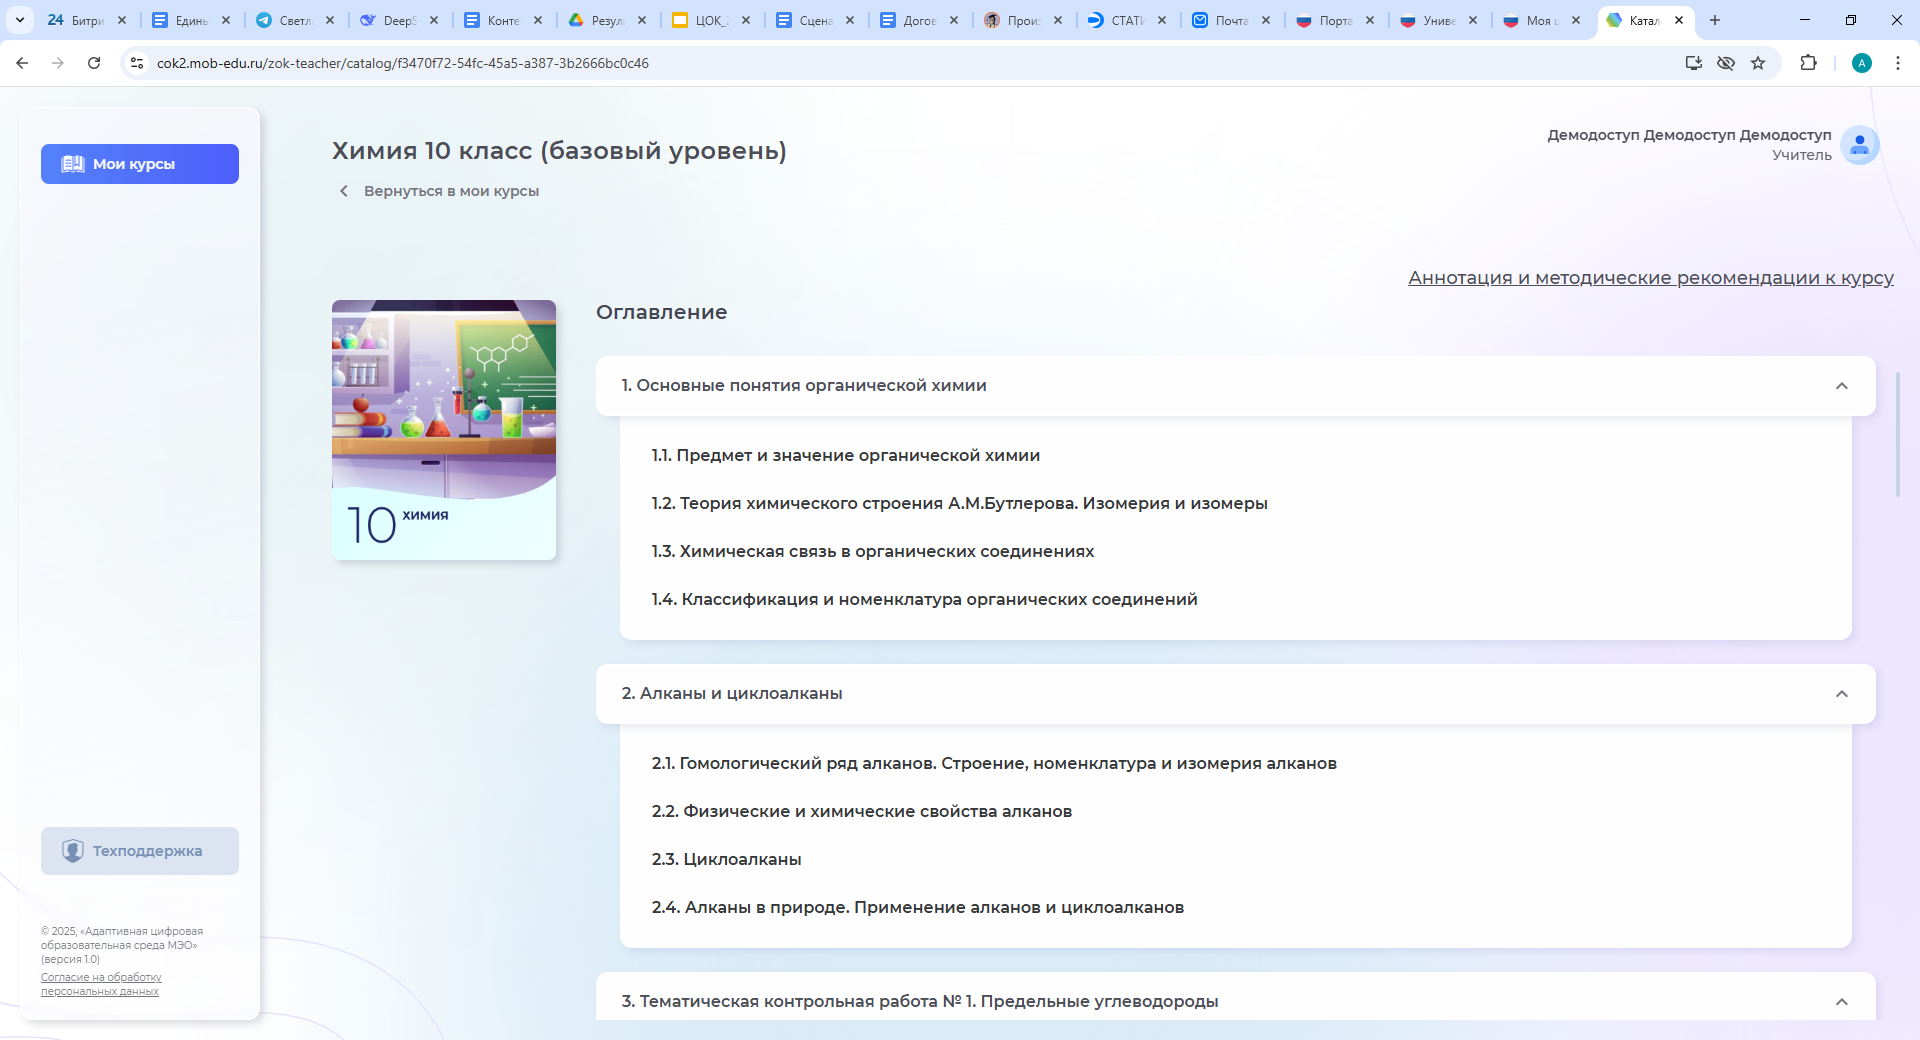 24 Битри
Едины
Светл
DeepS
Конте
Резул
ЦОК_
Сцена
Догов
Прои
СТАТИ
Почта
Порта
Униве
Моя ц
Катал
cok2.mob-edu.ru/zok-teacher/catalog/f3470f72-54fc-45a5-a387-3b2666bc0c46
A
Мои курсы
Химия 10 класс (базовый уровень)
Вернуться в мои курсы
Демодоступ Демодоступ Демодоступ
Учитель
Аннотация и методические рекомендации к курсу
10 химия
Оглавление
1. Основные понятия органической химии
1.1. Предмет и значение органической химии
1.2. Теория химического строения А.М.Бутлерова. Изомерия и изомеры
1.3. Химическая связь в органических соединениях
1.4. Классификация и номенклатура органических соединений
2. Алканы и циклоалканы
2.1. Гомологический ряд алканов. Строение, номенклатура и изомерия алканов
2.2. Физические и химические свойства алканов
2.3. Циклоалканы
2.4. Алканы в природе. Применение алканов и циклоалканов
3. Тематическая контрольная работа № 1. Предельные углеводороды
Техподдержка
© 2025, «Адаптивная цифровая
образовательная среда МЭО»
(версия 1.0)
Согласие на обработку
персональных данных